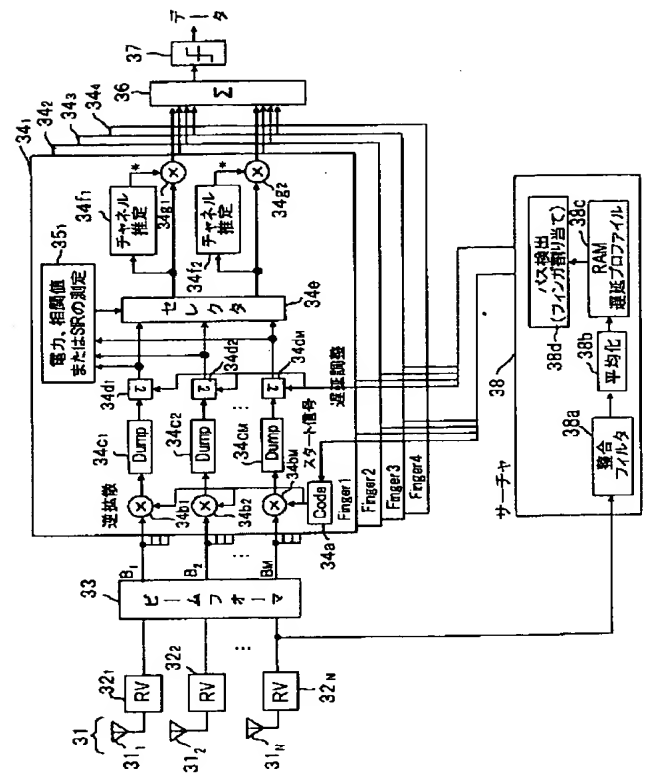 31
31₁
31₂
31N
32₁
RV
32₂
RV
32N
RV
33
ビームフォーマ
B₁
B₂
BM
...
...
34₁
34₂
34₃
34₄
逆拡散
34b₁
34b₂
34bM
34c₁
Dump
34c₂
Dump
34cM
Dump
...
34d₁
τ
34d₂
τ
34dM
τ
...
スタート信号
遅延調整
Code
34a
Finger1
Finger2
Finger3
Finger4
35₁
電力、相関値
またはSIRの測定
セレクタ
34e
34f₁
チャネル
推定
*
34g₁
34f₂
チャネル
推定
*
34g₂
36
Σ
37
データ
38
サーチャ
38a
整合
フィルタ
38b
平均化
38c
RAM
遅延プロファイル
38d
パス検出
(フィンガ割り当て)